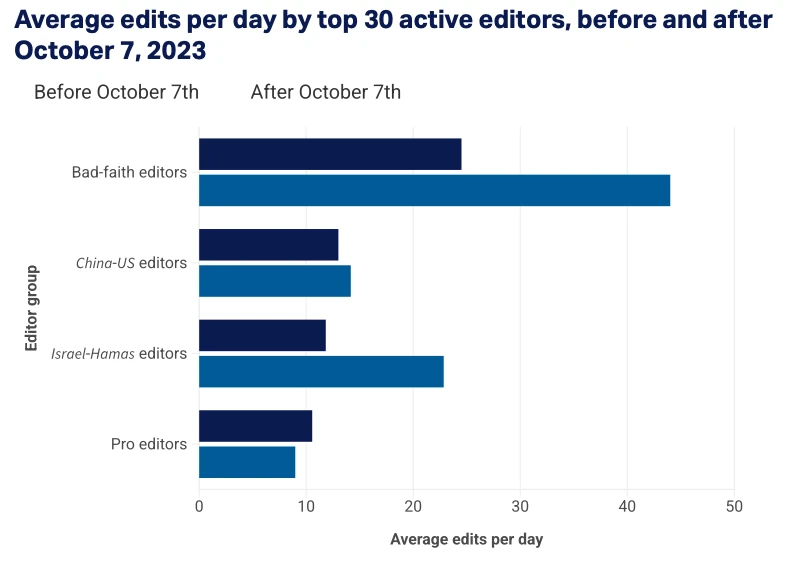 Average edits per day by top 30 active editors, before and after
October 7, 2023
Before October 7th After October 7th
Bad-faith editors
China-US editors
Israel-Hamas editors
Pro editors
Editor group
0 10 20 30 40 50
Average edits per day